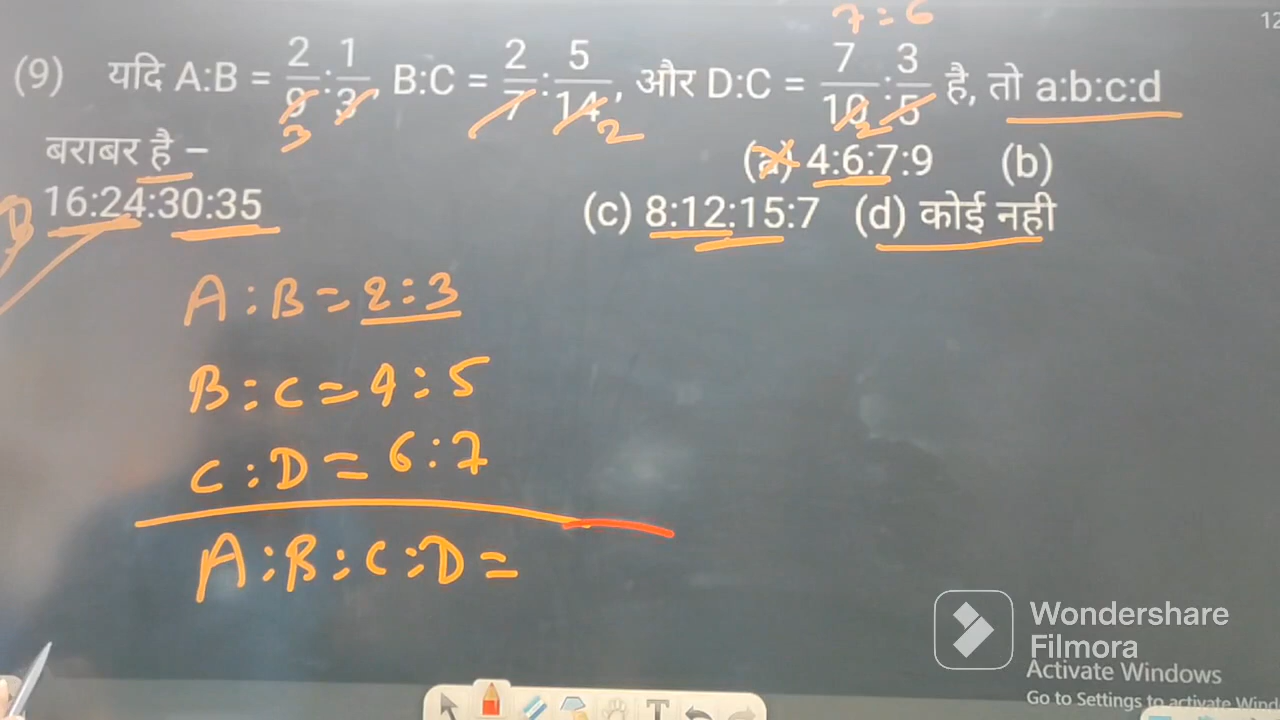 7 = 6
12
(9) यदि A:B = 2/9 : 1/3, B:C = 2/7 : 5/14, और D:C = 7/10 : 3/5 है, तो a:b:c:d
3 2 2
बराबर है – (a) 4:6:7:9 (b)
16:24:30:35 (c) 8:12:15:7 (d) कोई नही
A : B = 2 : 3
B : C = 4 : 5
C : D = 6 : 7
A : B : C : D =
Wondershare
Filmora
Activate Windows
Go to Settings to activate Wind
T